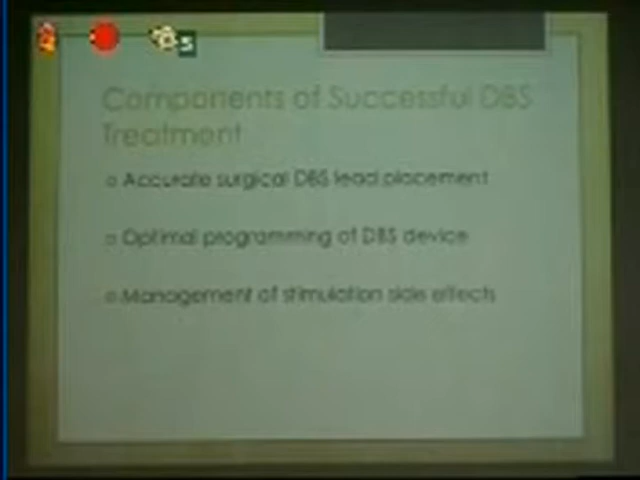 5
Components of Successful DBS
Treatment
Accurate surgical DBS lead placement
Optimal programming of DBS device
Management of stimulation side effects